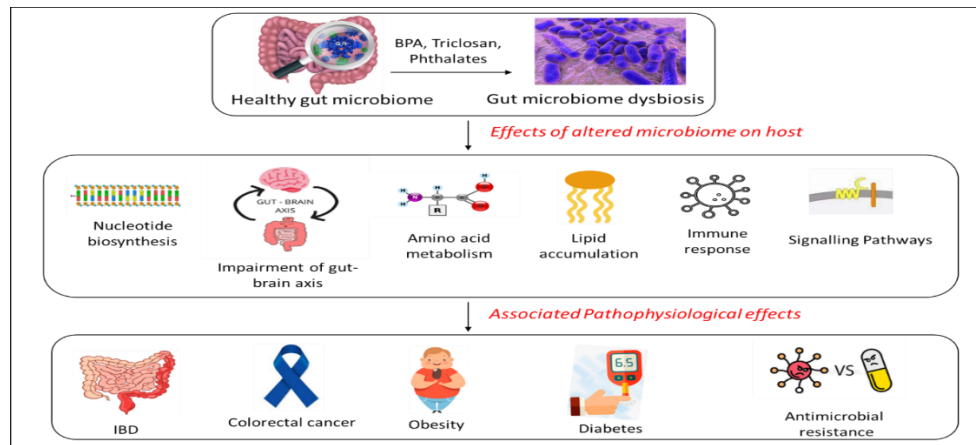 BPA, Triclosan,
Phthalates
Healthy gut microbiome
Gut microbiome dysbiosis
Effects of altered microbiome on host
GUT - BRAIN
AXIS
Nucleotide
biosynthesis
Impairment of gut-
brain axis
H
H
N
H
R
Amino acid
metabolism
Lipid
accumulation
Immune
response
Signalling Pathways
Associated Pathophysiological effects
IBD
Colorectal cancer
Obesity
6.5
Diabetes
VS
Antimicrobial
resistance